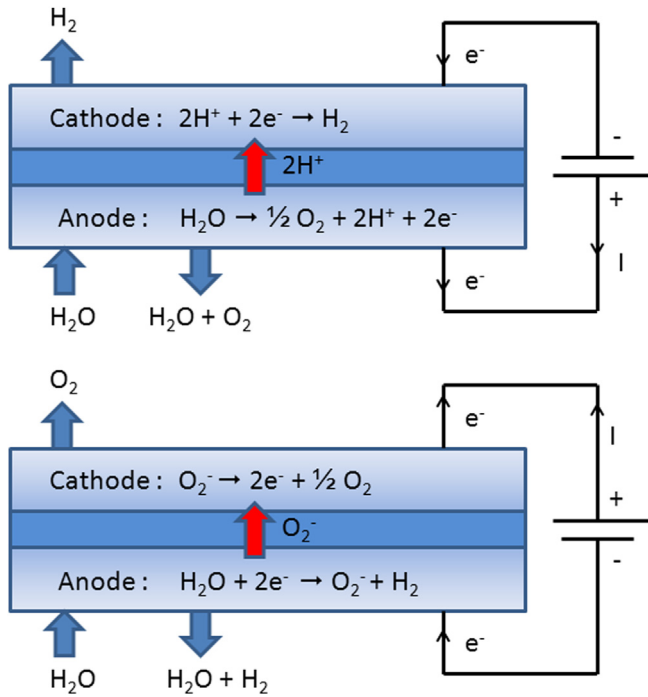 H₂
e⁻
Cathode : 2H⁺ + 2e⁻ → H₂
-
2H⁺
+
Anode : H₂O → ½ O₂ + 2H⁺ + 2e⁻
I
e⁻
H₂O H₂O + O₂
O₂
e⁻ I
Cathode : O₂⁻ → 2e⁻ + ½ O₂
+
O₂⁻
-
Anode : H₂O + 2e⁻ → O₂⁻ + H₂
e⁻
H₂O H₂O + H₂